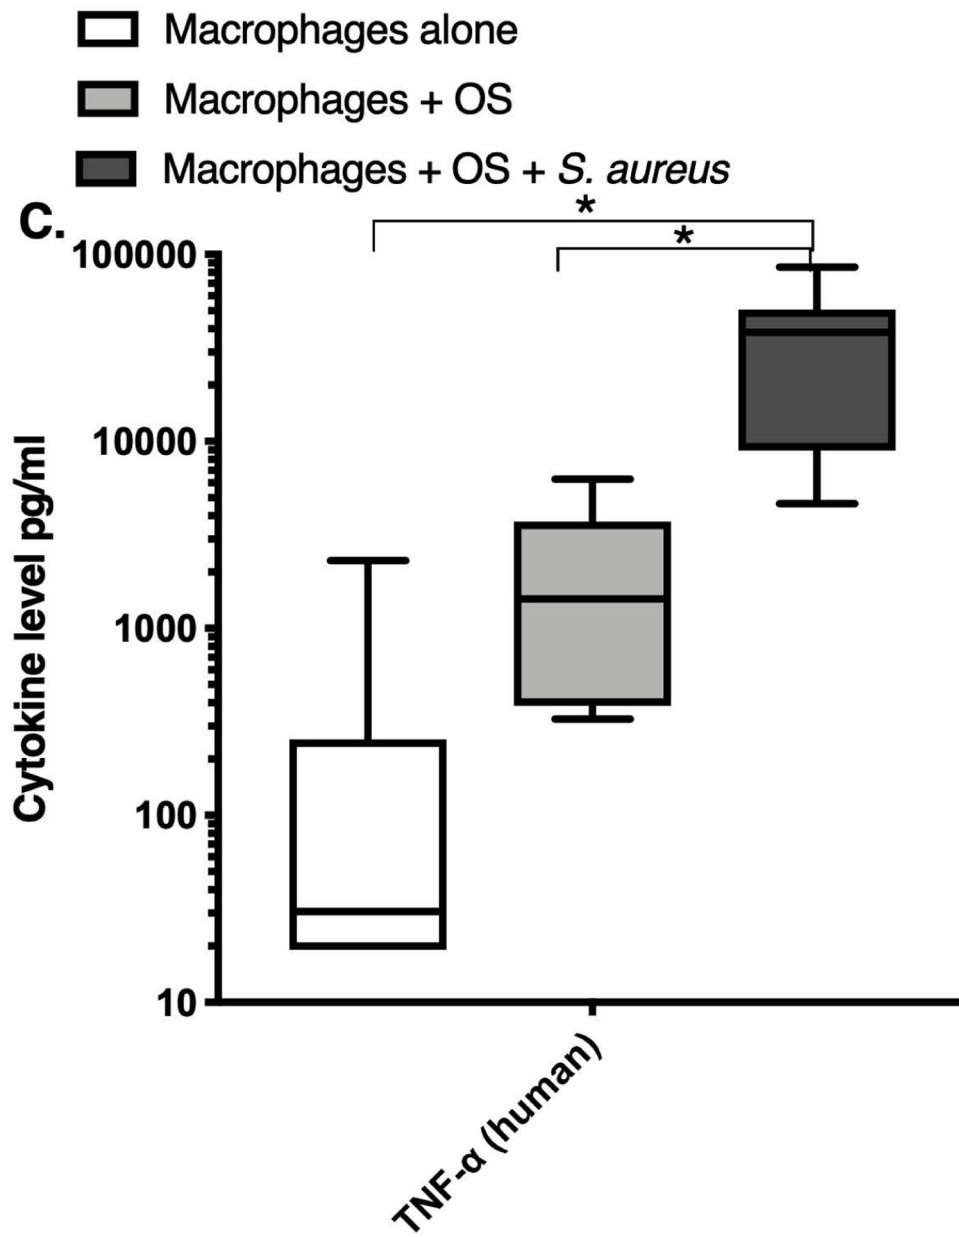 Macrophages alone
Macrophages + OS
Macrophages + OS + S. aureus
C.
*
*
100000
10000
1000
100
10
Cytokine level pg/ml
TNF-α (human)